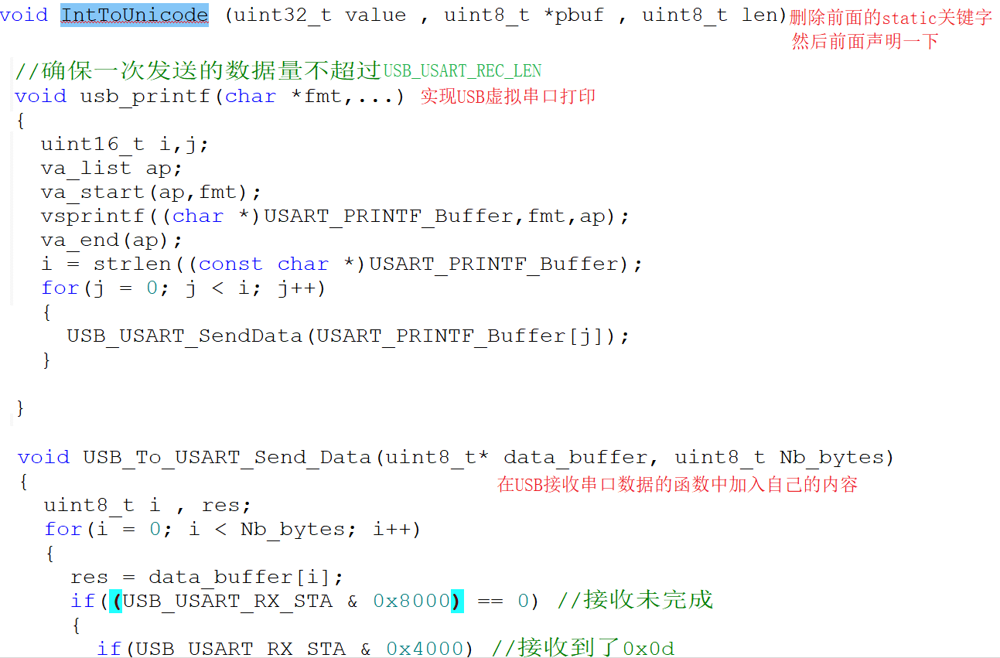 void IntToUnicode (uint32_t value , uint8_t *pbuf , uint8_t len)删除前面的static关键字
然后前面声明一下
//确保一次发送的数据量不超过USB_USART_REC_LEN
void usb_printf(char *fmt,...) 实现USB虚拟串口打印
{
uint16_t i,j;
va_list ap;
va_start(ap,fmt);
vsprintf((char *)USART_PRINTF_Buffer,fmt,ap);
va_end(ap);
i = strlen((const char *)USART_PRINTF_Buffer);
for(j = 0; j < i; j++)
{
USB_USART_SendData(USART_PRINTF_Buffer[j]);
}
}
void USB_To_USART_Send_Data(uint8_t* data_buffer, uint8_t Nb_bytes)
{
在USB接收串口数据的函数中加入自己的内容
uint8_t i , res;
for(i = 0; i < Nb_bytes; i++)
{
res = data_buffer[i];
if((USB_USART_RX_STA & 0x8000) == 0) //接收未完成
{
if(USB_USART_RX_STA & 0x4000) //接收到了0x0d